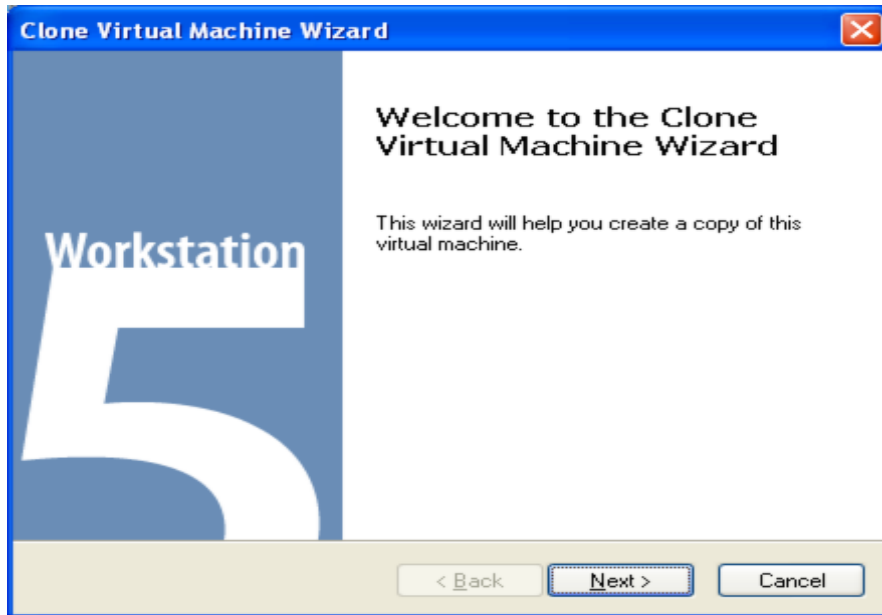 Clone Virtual Machine Wizard
Workstation
5
Welcome to the Clone
Virtual Machine Wizard
This wizard will help you create a copy of this
virtual machine.
< Back
Next >
Cancel